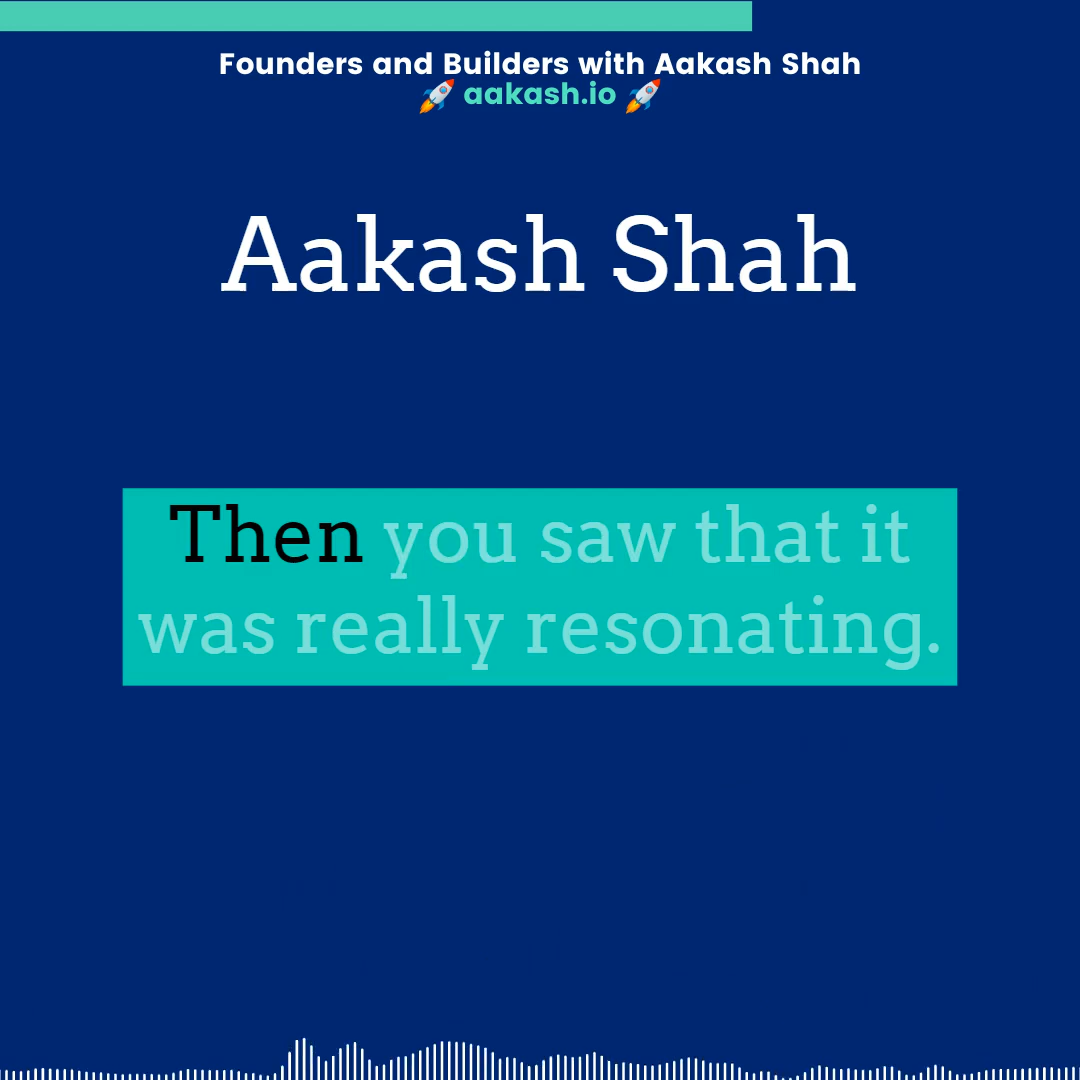 Founders and Builders with Aakash Shah
🚀 aakash.io 🚀
Aakash Shah
Then you saw that it
was really resonating.